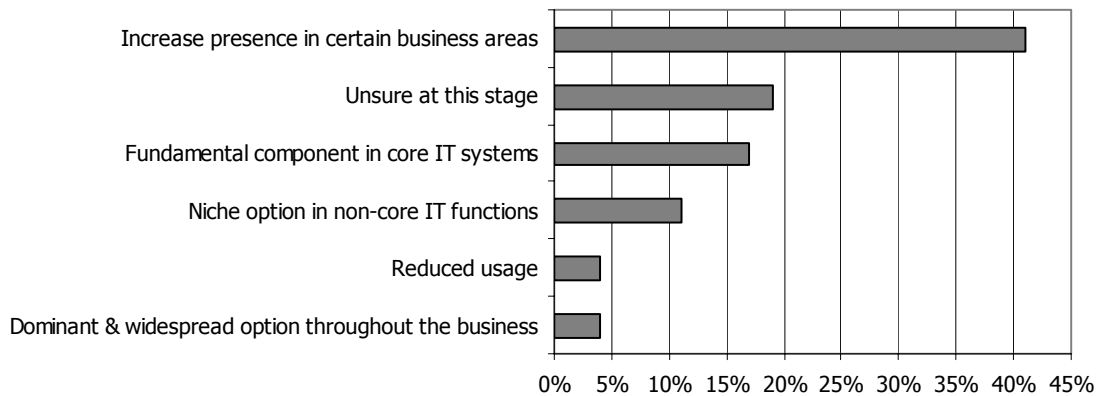 Increase presence in certain business areas
Unsure at this stage
Fundamental component in core IT systems
Niche option in non-core IT functions
Reduced usage
Dominant & widespread option throughout the business
0% 5% 10% 15% 20% 25% 30% 35% 40% 45%